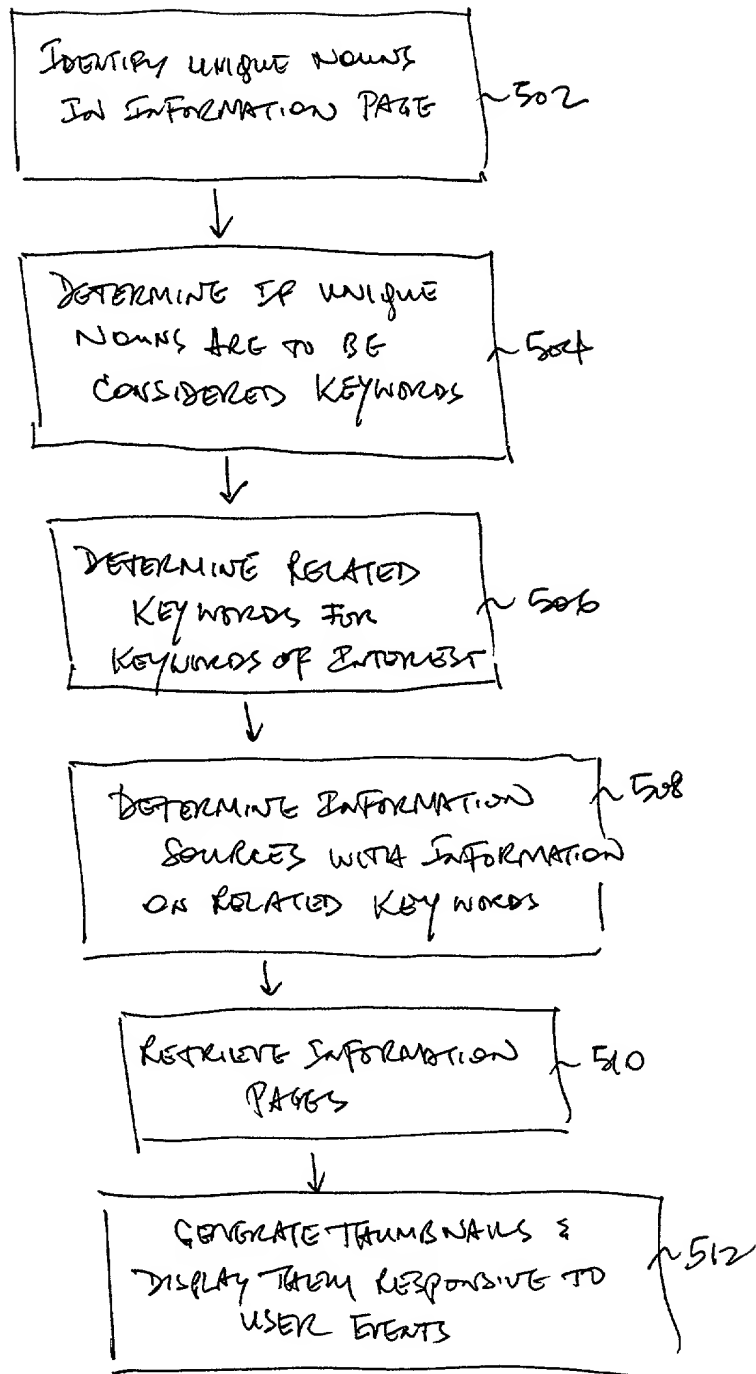 IDENTIFY UNIQUE NOUNS
IN INFORMATION PAGE
502
DETERMINE IF UNIQUE
NOUNS ARE TO BE
CONSIDERED KEYWORDS
504
DETERMINE RELATED
KEYWORDS FOR
KEYWORDS OF INTEREST
506
DETERMINE INFORMATION
SOURCES WITH INFORMATION
ON RELATED KEY WORDS
508
RETRIEVE INFORMATION
PAGES
510
GENERATE THUMBNAILS &
DISPLAY THEM RESPONSIVE TO
USER EVENTS
512